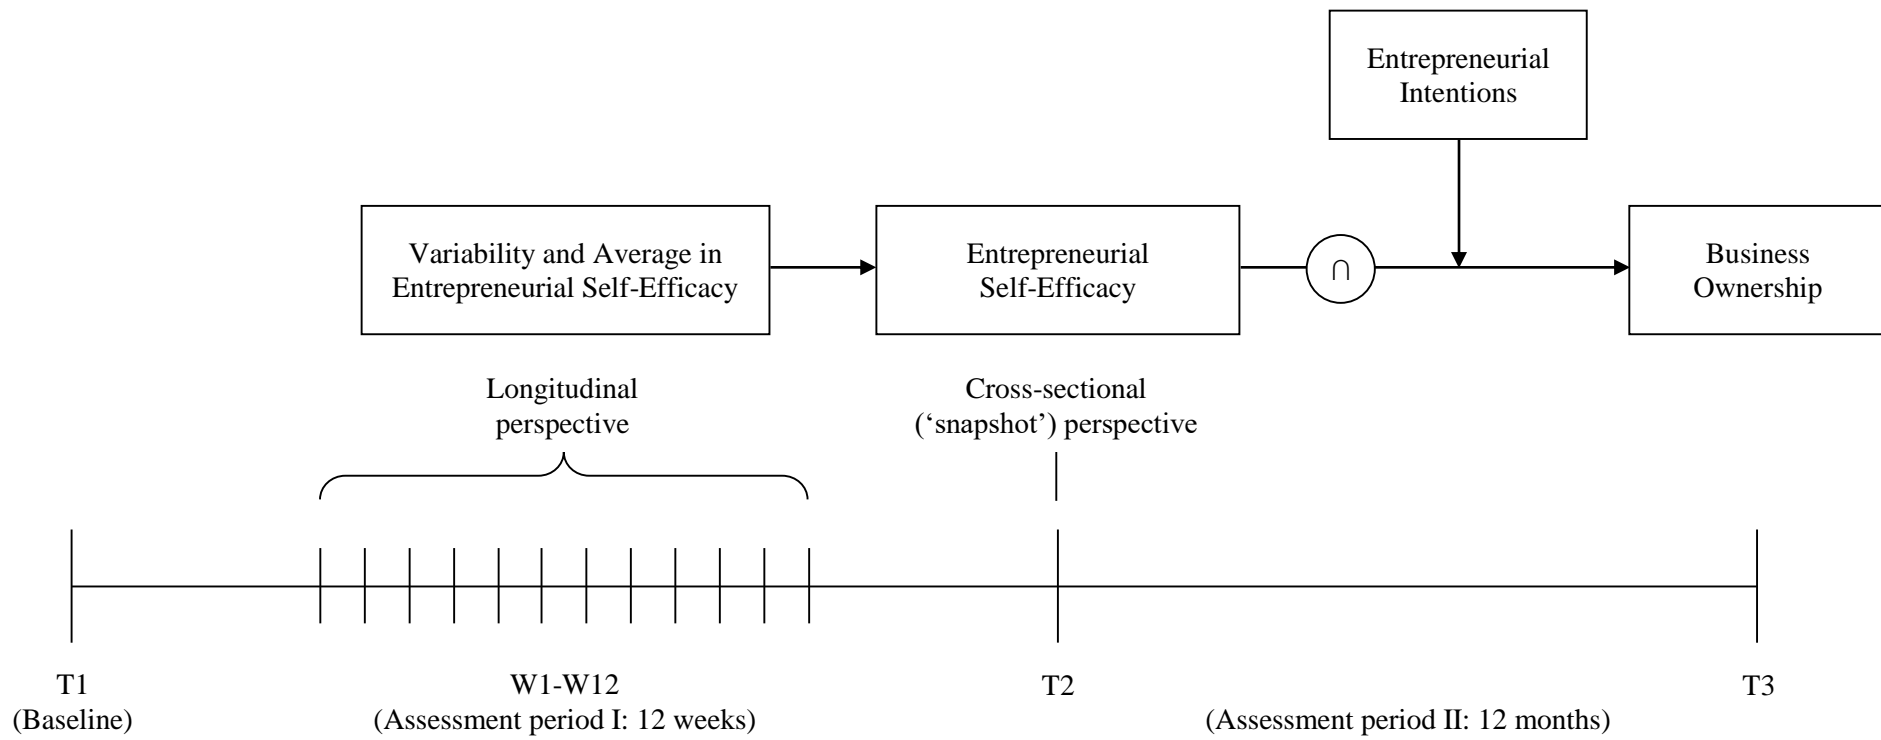 Entrepreneurial
Intentions
Variability and Average in
Entrepreneurial Self-Efficacy
Entrepreneurial
Self-Efficacy
∩
Business
Ownership
Longitudinal
perspective
Cross-sectional
(‘snapshot’) perspective
T1
(Baseline)
W1-W12
(Assessment period I: 12 weeks)
T2
(Assessment period II: 12 months)
T3